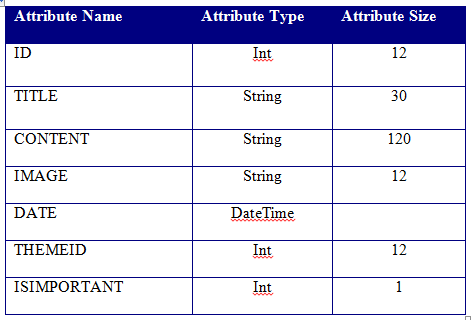 Attribute Name Attribute Type Attribute Size
ID Int 12
TITLE String 30
CONTENT String 120
IMAGE String 12
DATE DateTime
THEMEID Int 12
ISIMPORTANT Int 1